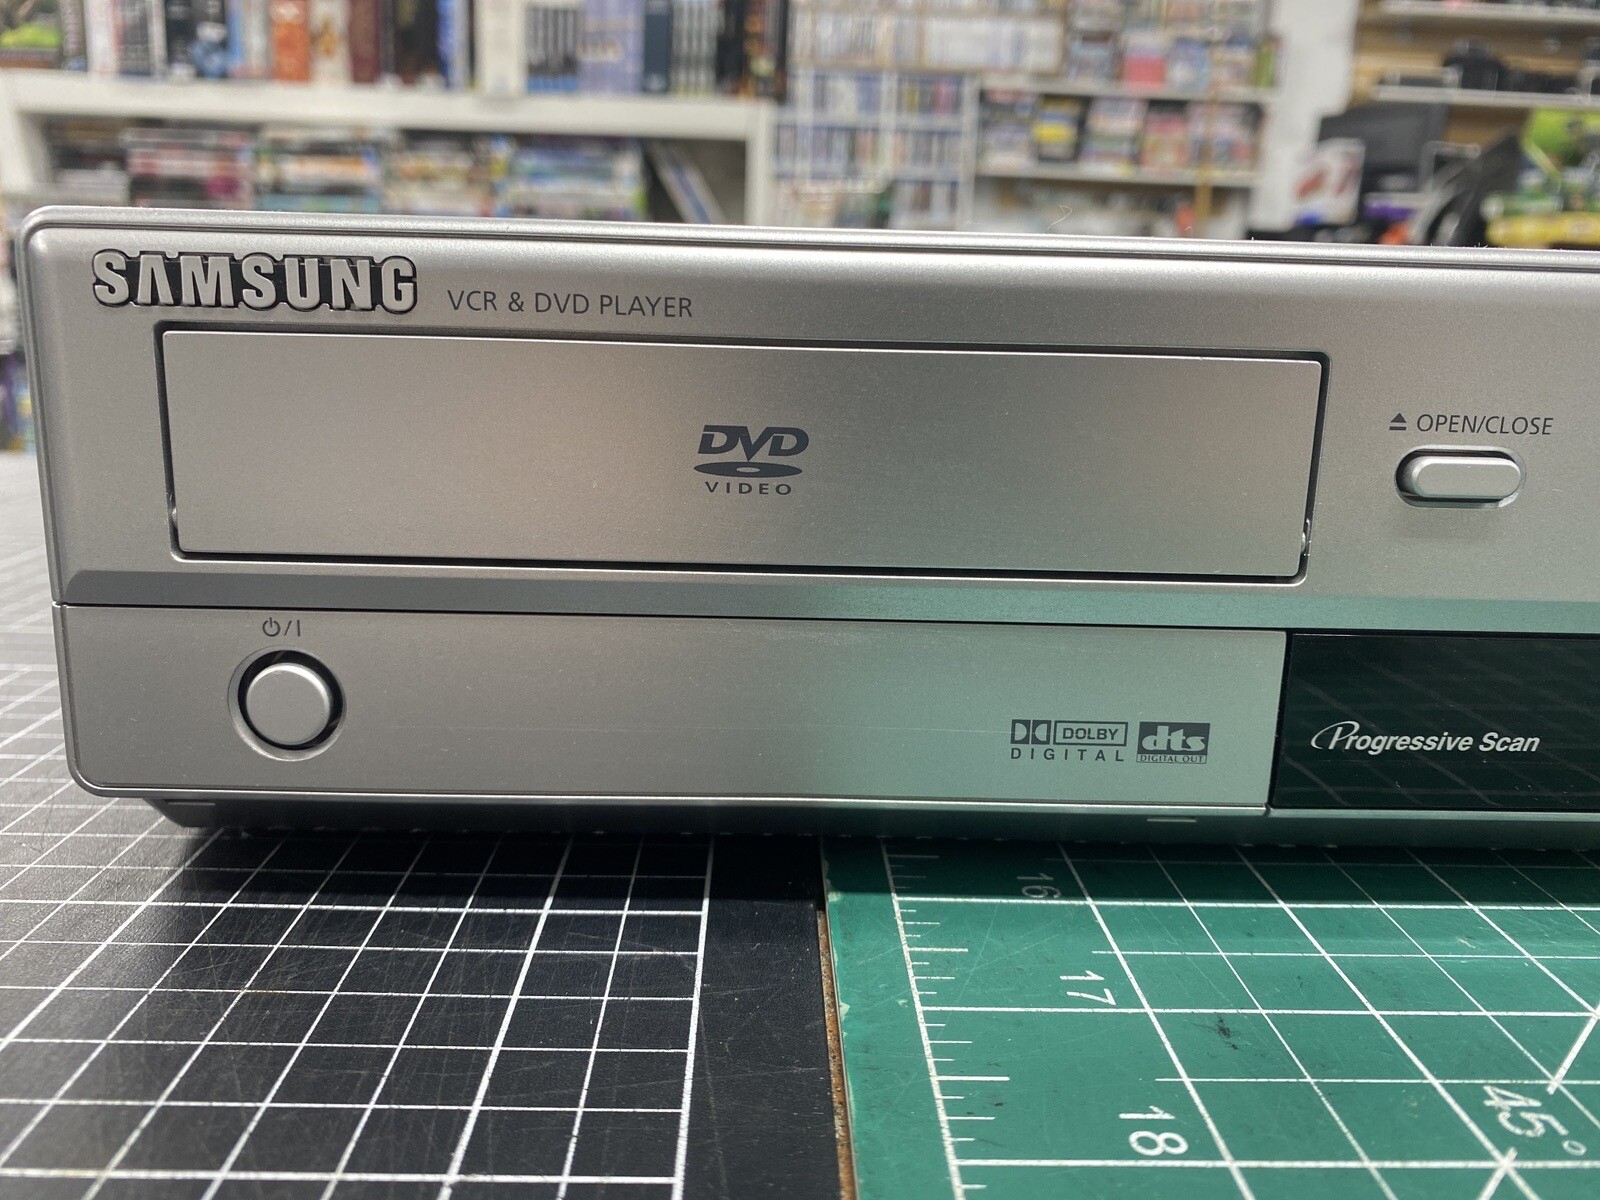 SAMSUNG VCR & DVD PLAYER
DVD
VIDEO
OPEN/CLOSE
DOLBY
DIGITAL
dts
DIGITAL OUT
Progressive Scan
16
17
18
45°